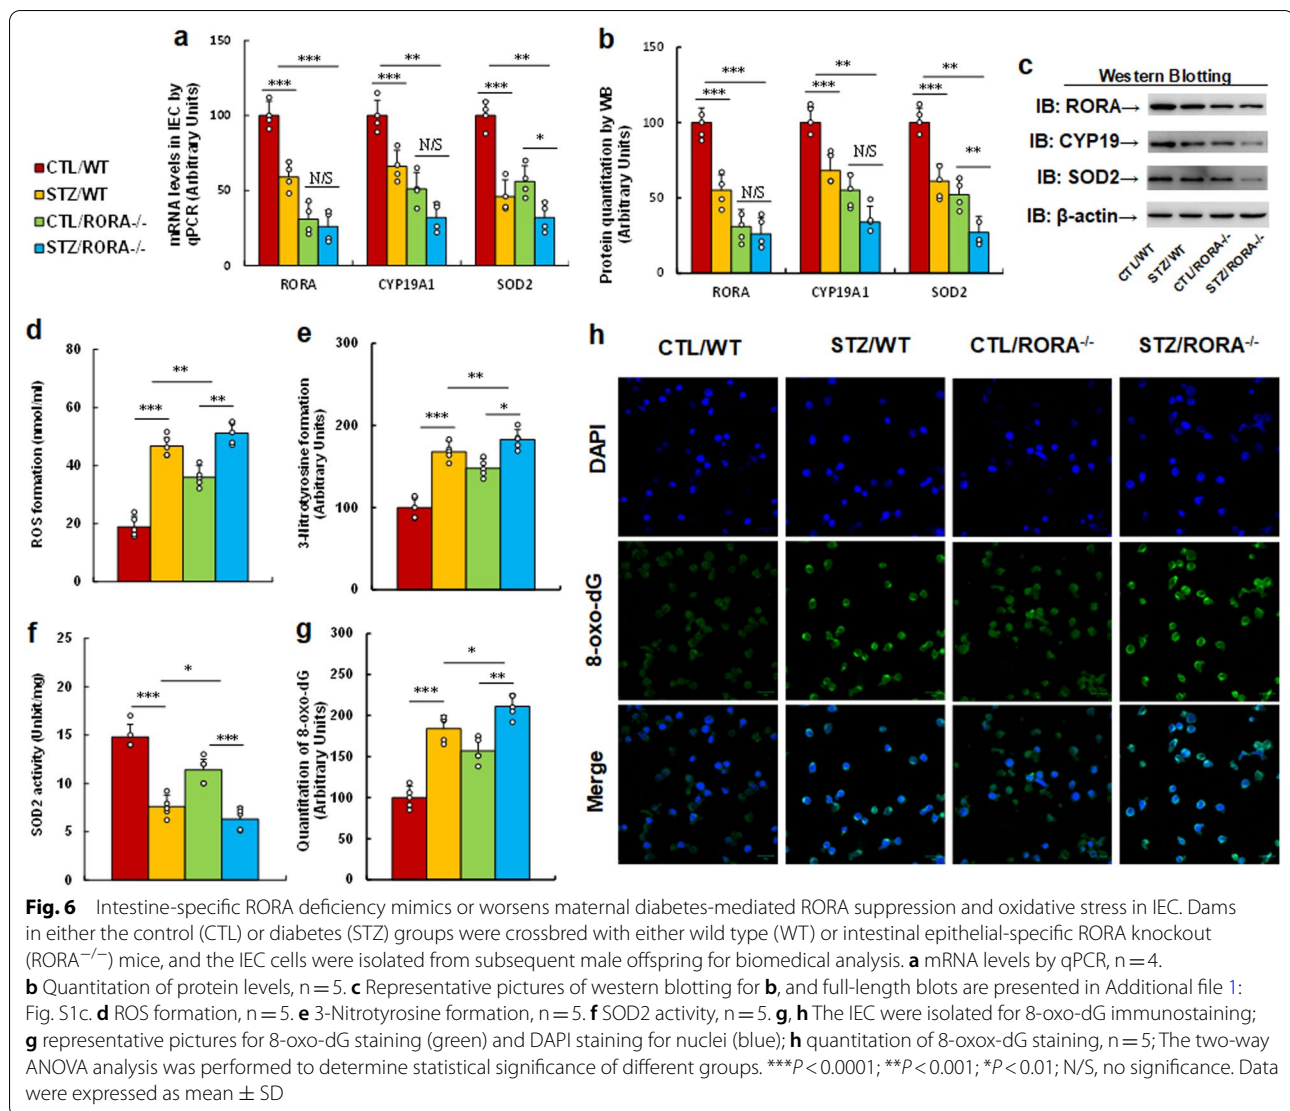 a
mRNA levels in IEC by
qPCR (Arbitrary Units)
150
100
50
0
***
***
N/S
**
***
N/S
**
***
*
RORA
CYP19A1
SOD2
CTL/WT
STZ/WT
CTL/RORA-/-
STZ/RORA-/-
b
Protein quantitation by WB
(Arbitrary Units)
150
100
50
0
***
***
N/S
**
***
N/S
**
***
**
RORA
CYP19A1
SOD2
c
Western Blotting
IB: RORA→
IB: CYP19→
IB: SOD2→
IB: β-actin→
CTL/WT
STZ/WT
CTL/RORA-/-
STZ/RORA-/-
d
ROS formation (nmol/ml)
80
60
40
20
0
**
***
**
e
3-Nitrotyrosine formation
(Arbitrary Units)
300
200
100
0
**
***
*
f
SOD2 activity (Unbit/mg)
25
20
15
10
5
0
*
***
***
g
Quantitation of 8-oxo-dG
(Arbitrary Units)
300
250
200
150
100
50
0
*
***
**
h
CTL/WT
STZ/WT
CTL/RORA-/-
STZ/RORA-/-
DAPI
8-oxo-dG
Merge
Fig. 6 Intestine-specific RORA deficiency mimics or worsens maternal diabetes-mediated RORA suppression and oxidative stress in IEC. Dams
in either the control (CTL) or diabetes (STZ) groups were crossbred with either wild type (WT) or intestinal epithelial-specific RORA knockout
(RORA−/−) mice, and the IEC cells were isolated from subsequent male offspring for biomedical analysis. a mRNA levels by qPCR, n = 4.
b Quantitation of protein levels, n = 5. c Representative pictures of western blotting for b, and full-length blots are presented in Additional file 1:
Fig. S1c. d ROS formation, n = 5. e 3-Nitrotyrosine formation, n = 5. f SOD2 activity, n = 5. g, h The IEC were isolated for 8-oxo-dG immunostaining;
g representative pictures for 8-oxo-dG staining (green) and DAPI staining for nuclei (blue); h quantitation of 8-oxox-dG staining, n = 5; The two-way
ANOVA analysis was performed to determine statistical significance of different groups. ***P < 0.0001; **P < 0.001; *P < 0.01; N/S, no significance. Data
were expressed as mean ± SD